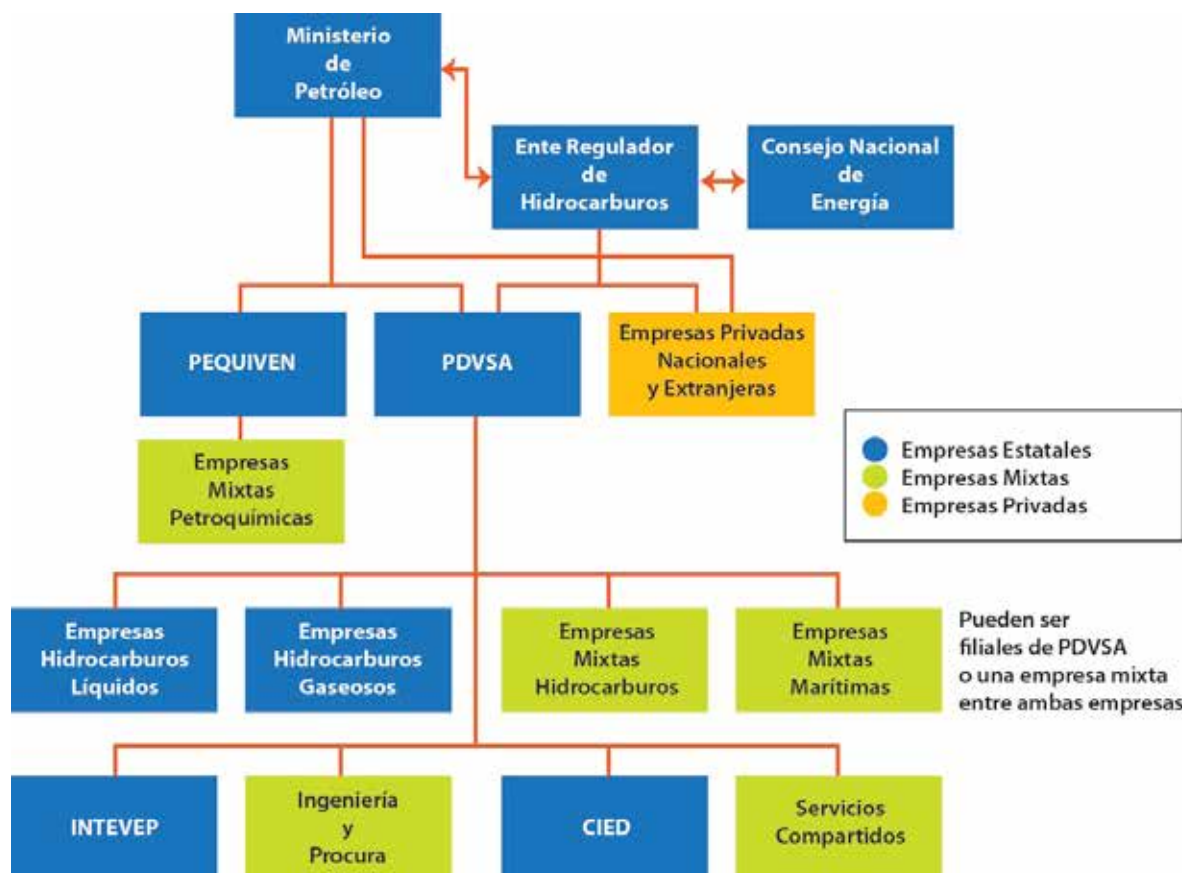 Ministerio
de
Petróleo
Ente Regulador
de
Hidrocarburos
Consejo Nacional
de
Energía
PEQUIVEN
PDVSA
Empresas Privadas
Nacionales
y Extranjeras
Empresas
Mixtas
Petroquímicas
Empresas Estatales
Empresas Mixtas
Empresas Privadas
Empresas
Hidrocarburos
Líquidos
Empresas
Hidrocarburos
Gaseosos
Empresas
Mixtas
Hidrocarburos
Empresas
Mixtas
Marítimas
Pueden ser
filiales de PDVSA
o una empresa mixta
entre ambas empresas
INTEVEP
Ingeniería
y
Procura
CIED
Servicios
Compartidos